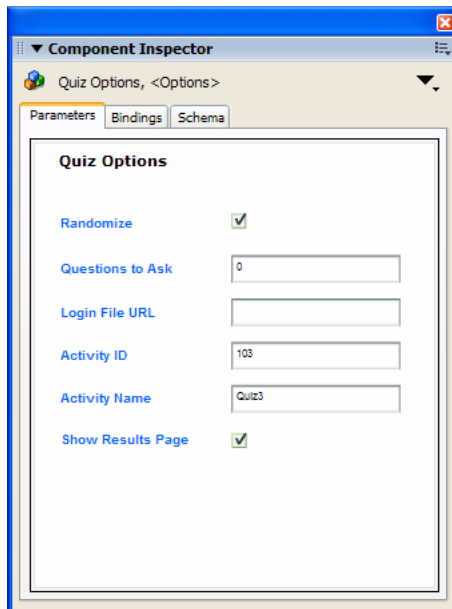 Component Inspector
Quiz Options, <Options>
Parameters Bindings Schema
Quiz Options
Randomize
Questions to Ask 0
Login File URL
Activity ID 103
Activity Name Quiz3
Show Results Page